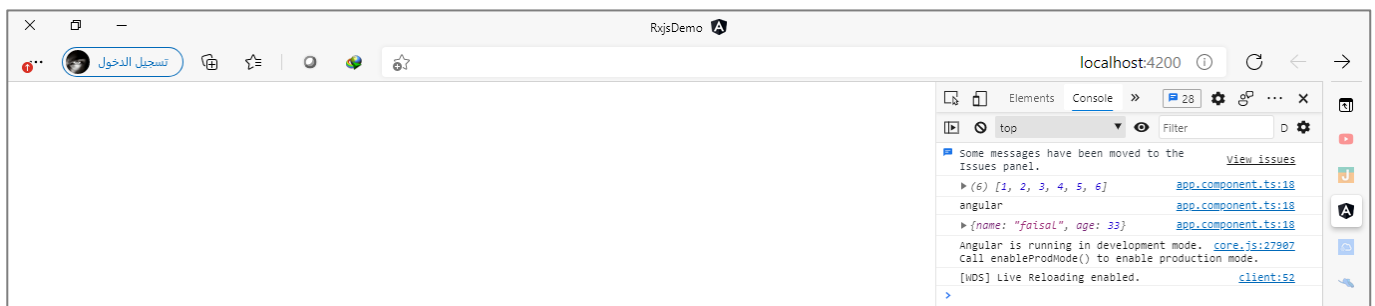 RxjsDemo
تسجيل الدخول
localhost:4200
Elements Console 28
top Filter D
Some messages have been moved to the Issues panel. View issues
(6) [1, 2, 3, 4, 5, 6] app.component.ts:18
angular app.component.ts:18
{name: "faisal", age: 33} app.component.ts:18
Angular is running in development mode. core.js:27907
Call enableProdMode() to enable production mode.
[WDS] Live Reloading enabled. client:52